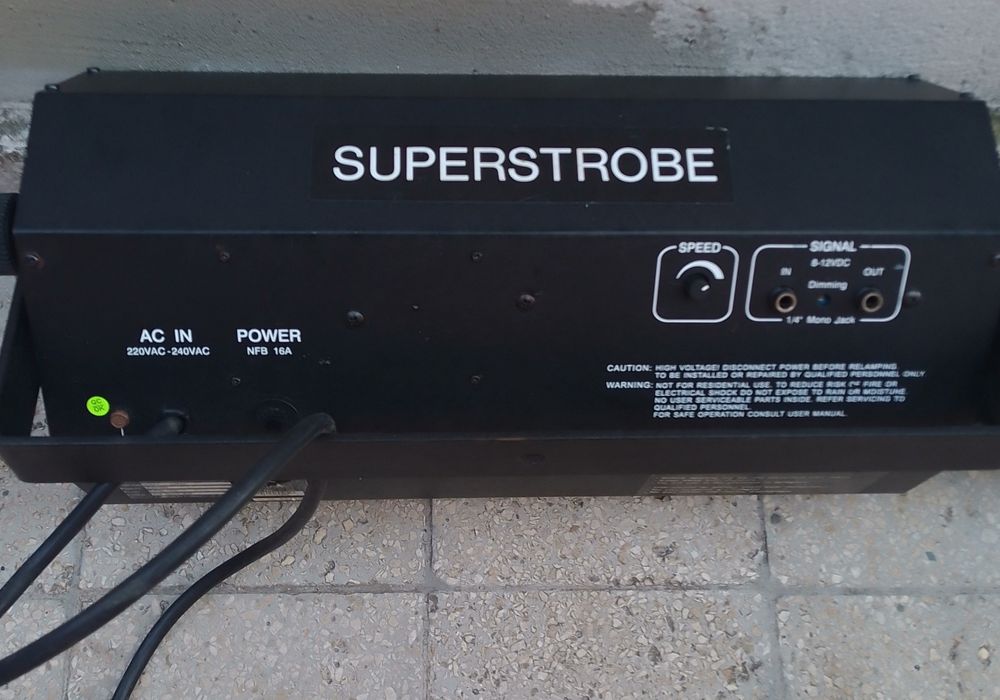 SUPERSTROBE
SPEED
SIGNAL
8-12VDC
IN
OUT
Dimming
1/4" Mono Jack
AC IN
220VAC-240VAC
POWER
NFB 16A
QC
OK
CAUTION: HIGH VOLTAGE! DISCONNECT POWER BEFORE RELAMPING.
TO BE INSTALLED OR REPAIRED BY QUALIFIED PERSONNEL ONLY
WARNING: NOT FOR RESIDENTIAL USE. TO REDUCE RISK FIRE OR
ELECTRICAL SHOCK DO NOT EXPOSE TO RAIN OR MOISTURE.
NO USER SERVICEABLE PARTS INSIDE. REFER SERVICING TO
QUALIFIED PERSONNEL.
FOR SAFE OPERATION CONSULT USER MANUAL.